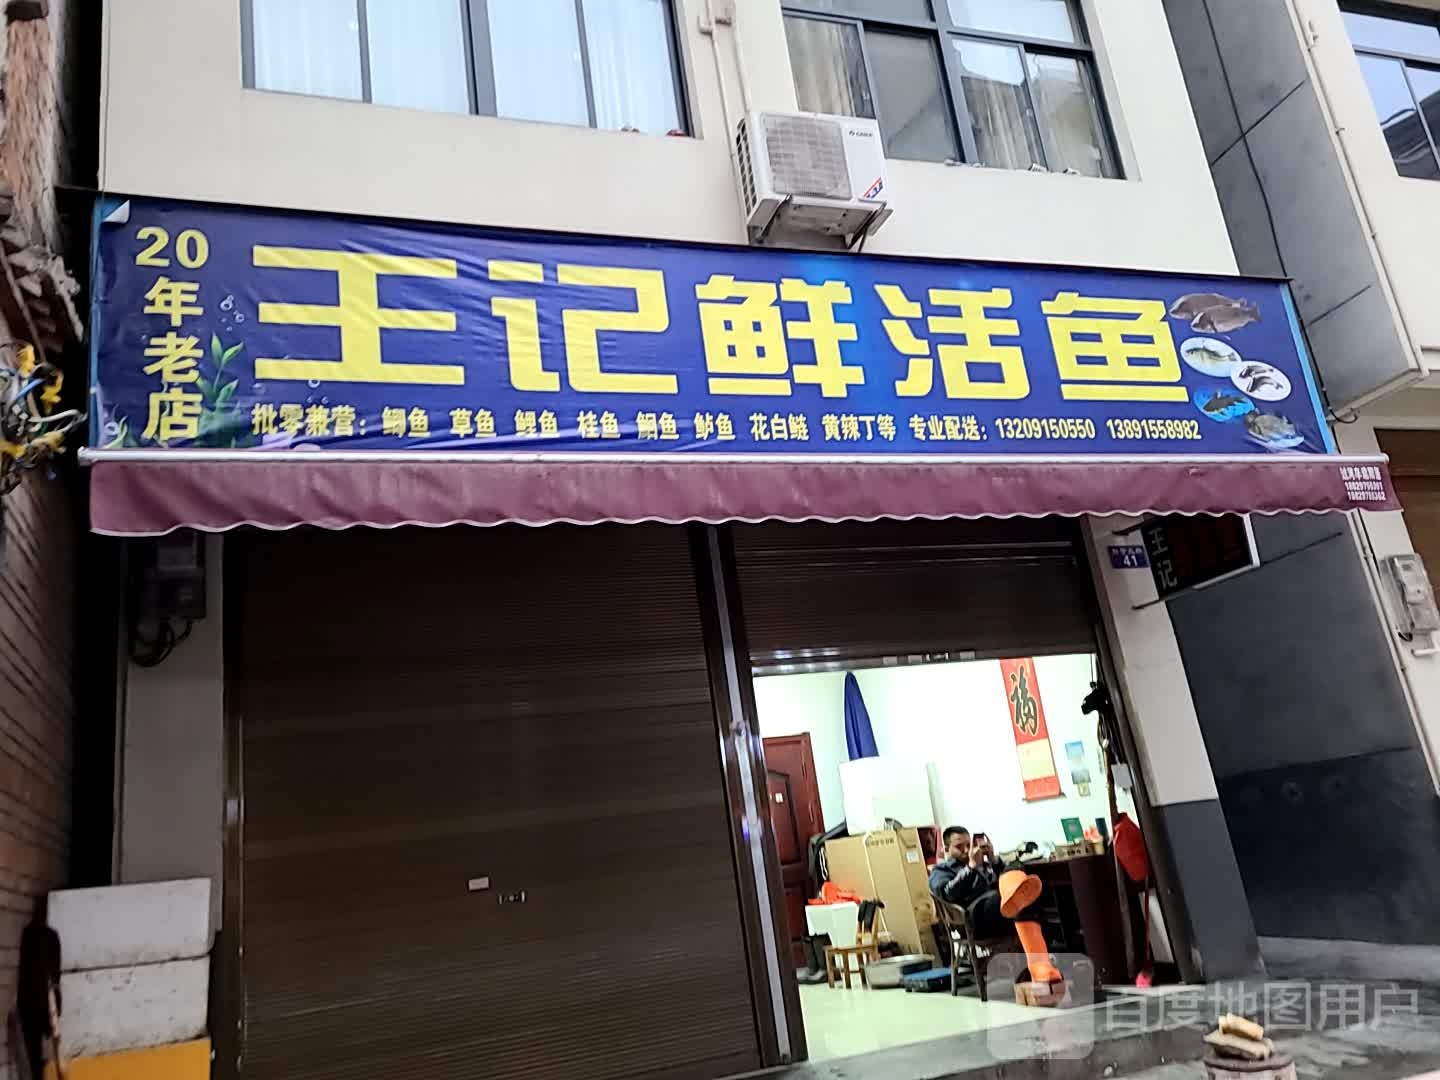 20年老店
王记鲜活鱼
批零兼营：鲫鱼 草鱼 鲤鱼 桂鱼 鮰鱼 鲈鱼 花白鲢 黄辣丁等 专业配送：13209150550 13891558982
王记
41
福
百度地图用户